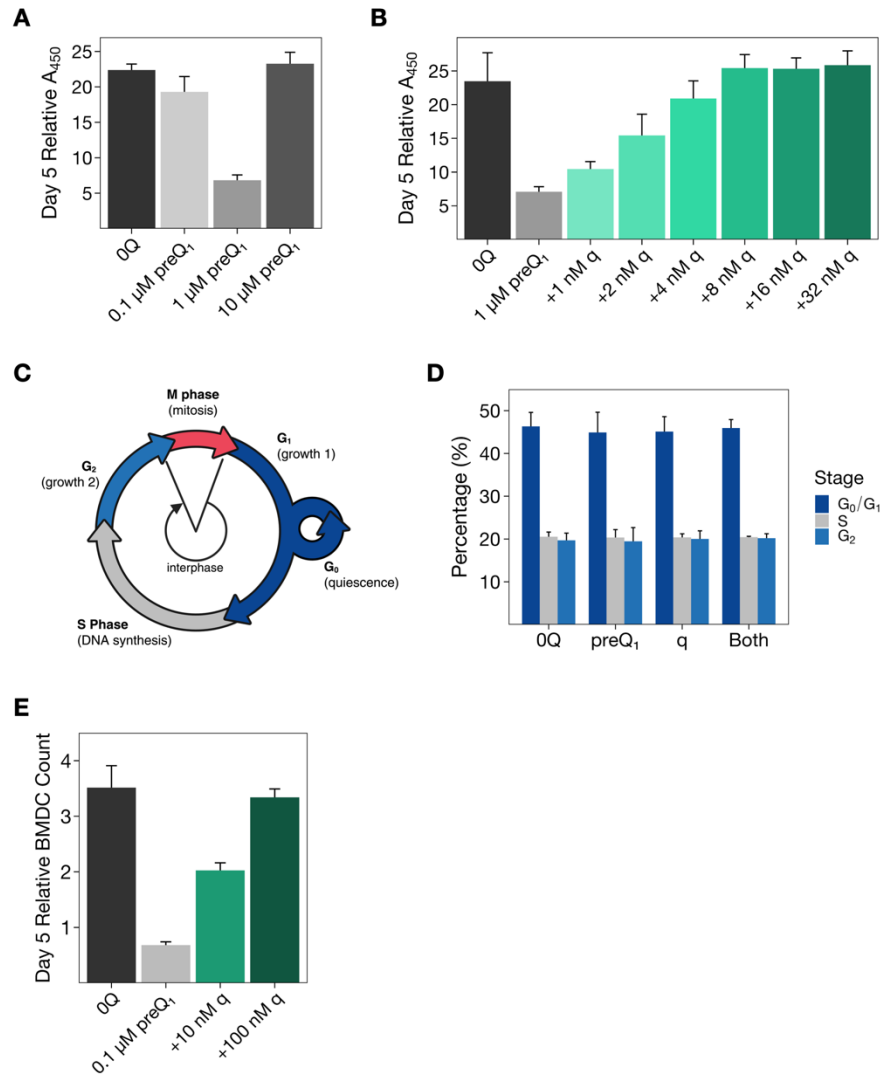 A
Day 5 Relative A₄₅₀
25
20
15
10
5
0Q
0.1 µM preQ₁
1 µM preQ₁
10 µM preQ₁
B
Day 5 Relative A₄₅₀
25
20
15
10
5
0Q
1 µM preQ₁
+1 nM q
+2 nM q
+4 nM q
+8 nM q
+16 nM q
+32 nM q
C
M phase
(mitosis)
G₁
(growth 1)
G₂
(growth 2)
interphase
G₀
(quiescence)
S Phase
(DNA synthesis)
D
Percentage (%)
50
40
30
20
10
0Q
preQ₁
q
Both
Stage
G₀/G₁
S
G₂
E
Day 5 Relative BMDC Count
4
3
2
1
0Q
0.1 µM preQ₁
+10 nM q
+100 nM q